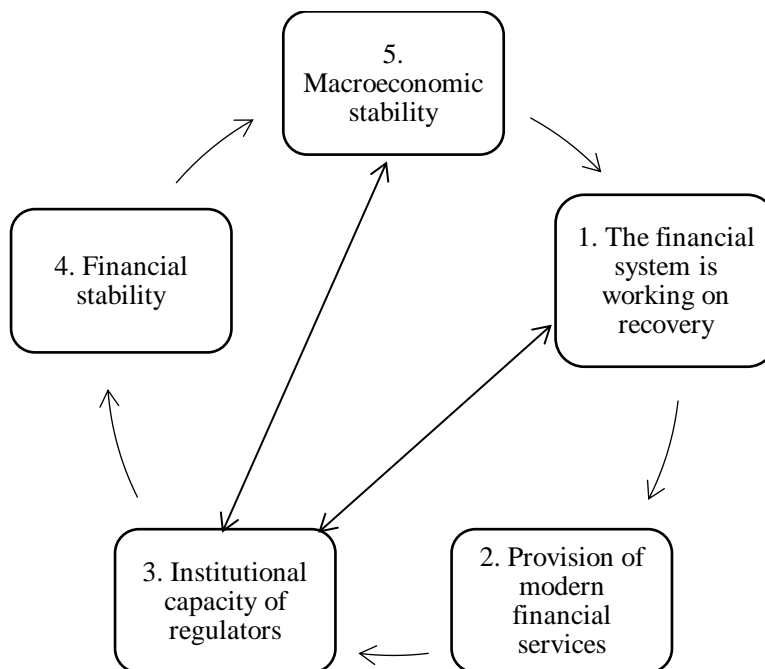 5.
Macroeconomic
stability
1. The financial
system is
working on
recovery
2. Provision of
modern
financial
services
3. Institutional
capacity of
regulators
4. Financial
stability